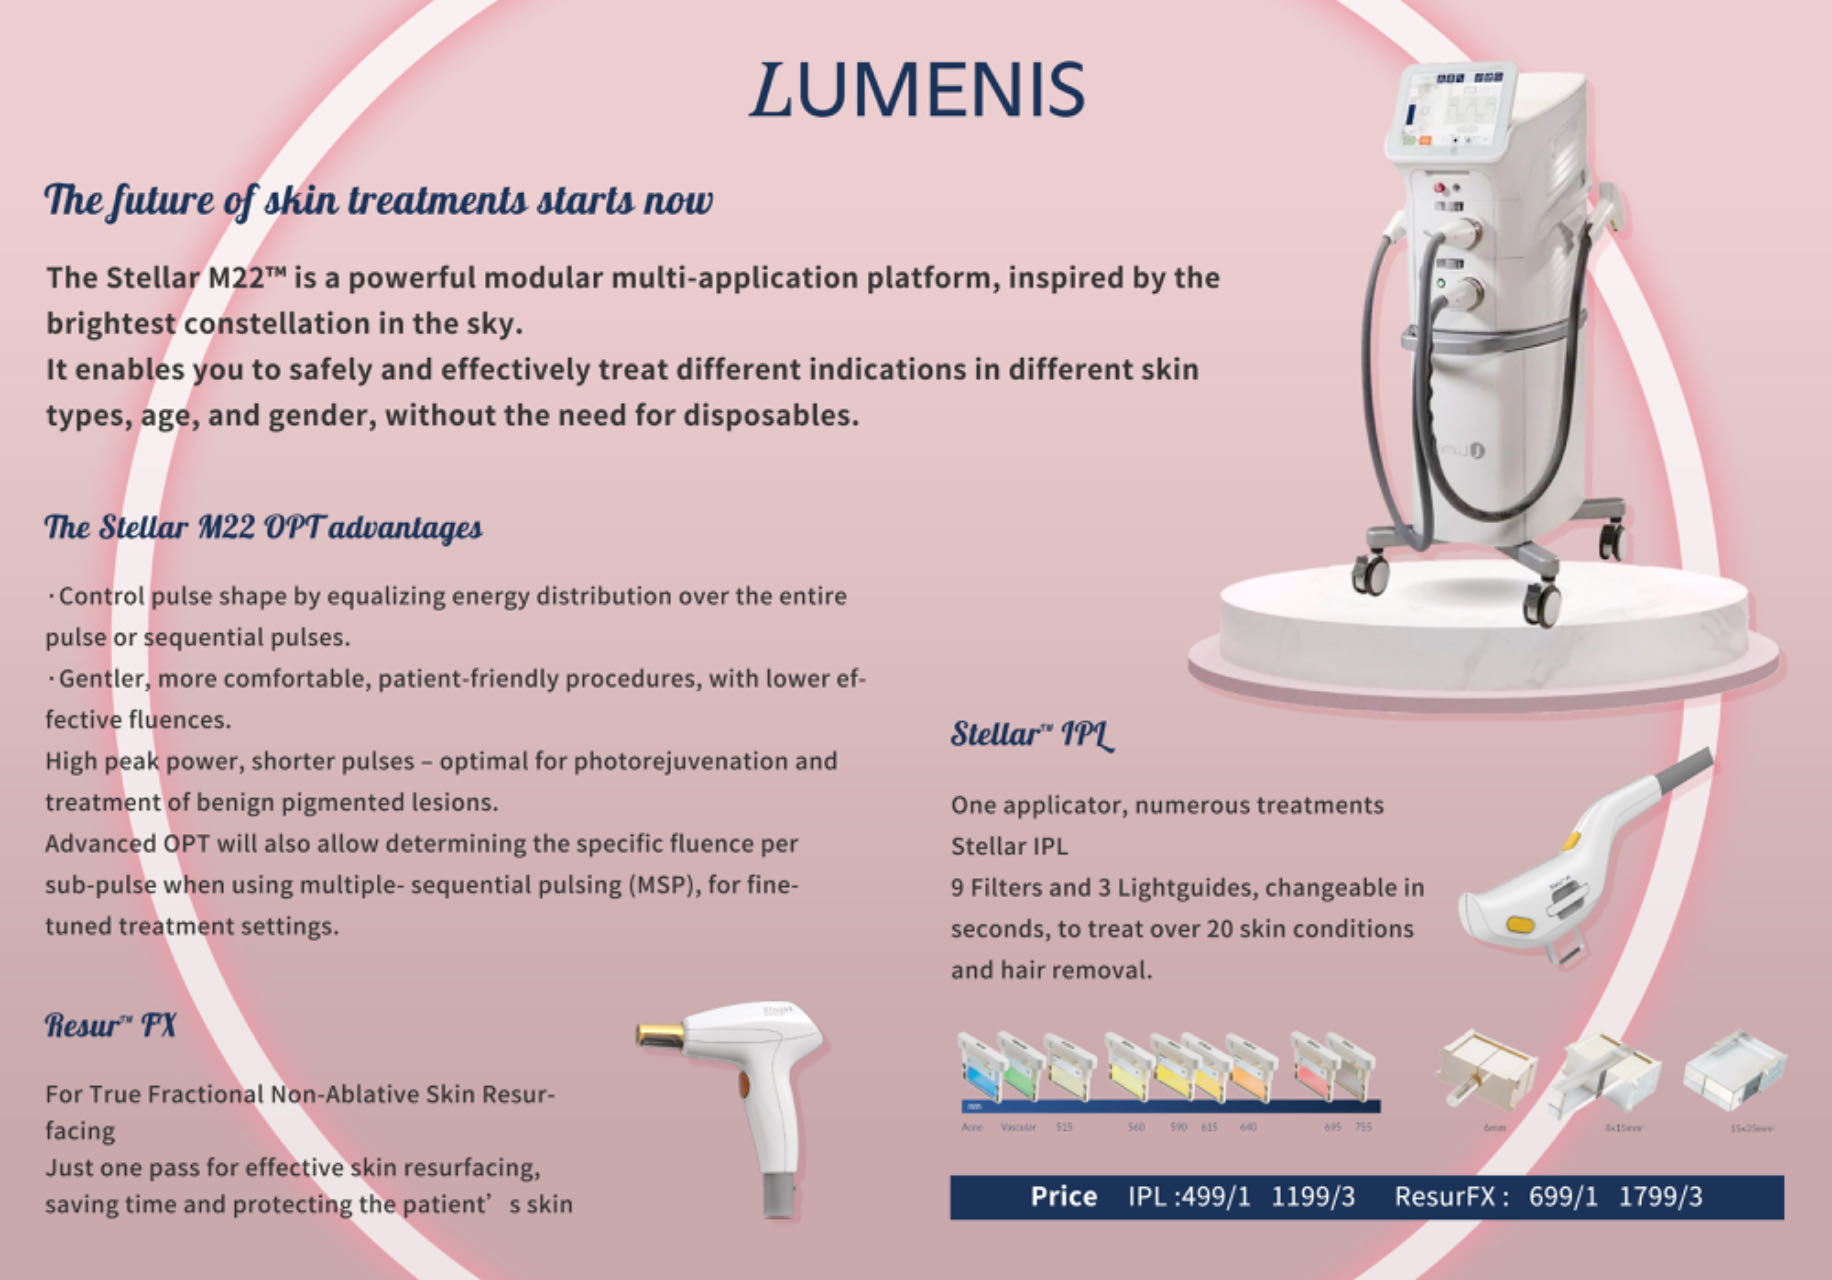 LUMENIS
The future of skin treatments starts now
The Stellar M22™ is a powerful modular multi-application platform, inspired by the
brightest constellation in the sky.
It enables you to safely and effectively treat different indications in different skin
types, age, and gender, without the need for disposables.
The Stellar M22 OPT advantages
·Control pulse shape by equalizing energy distribution over the entire
pulse or sequential pulses.
·Gentler, more comfortable, patient-friendly procedures, with lower ef-
fective fluences.
High peak power, shorter pulses – optimal for photorejuvenation and
treatment of benign pigmented lesions.
Advanced OPT will also allow determining the specific fluence per
sub-pulse when using multiple- sequential pulsing (MSP), for fine-
tuned treatment settings.
Resur™ FX
For True Fractional Non-Ablative Skin Resur-
facing
Just one pass for effective skin resurfacing,
saving time and protecting the patient’ s skin
Stellar™ IPL
One applicator, numerous treatments
Stellar IPL
9 Filters and 3 Lightguides, changeable in
seconds, to treat over 20 skin conditions
and hair removal.
nm
Acne Vascular 515 560 590 615 640 695 755
6mm 8x15mm² 15x35mm²
Price IPL :499/1 1199/3 ResurFX : 699/1 1799/3